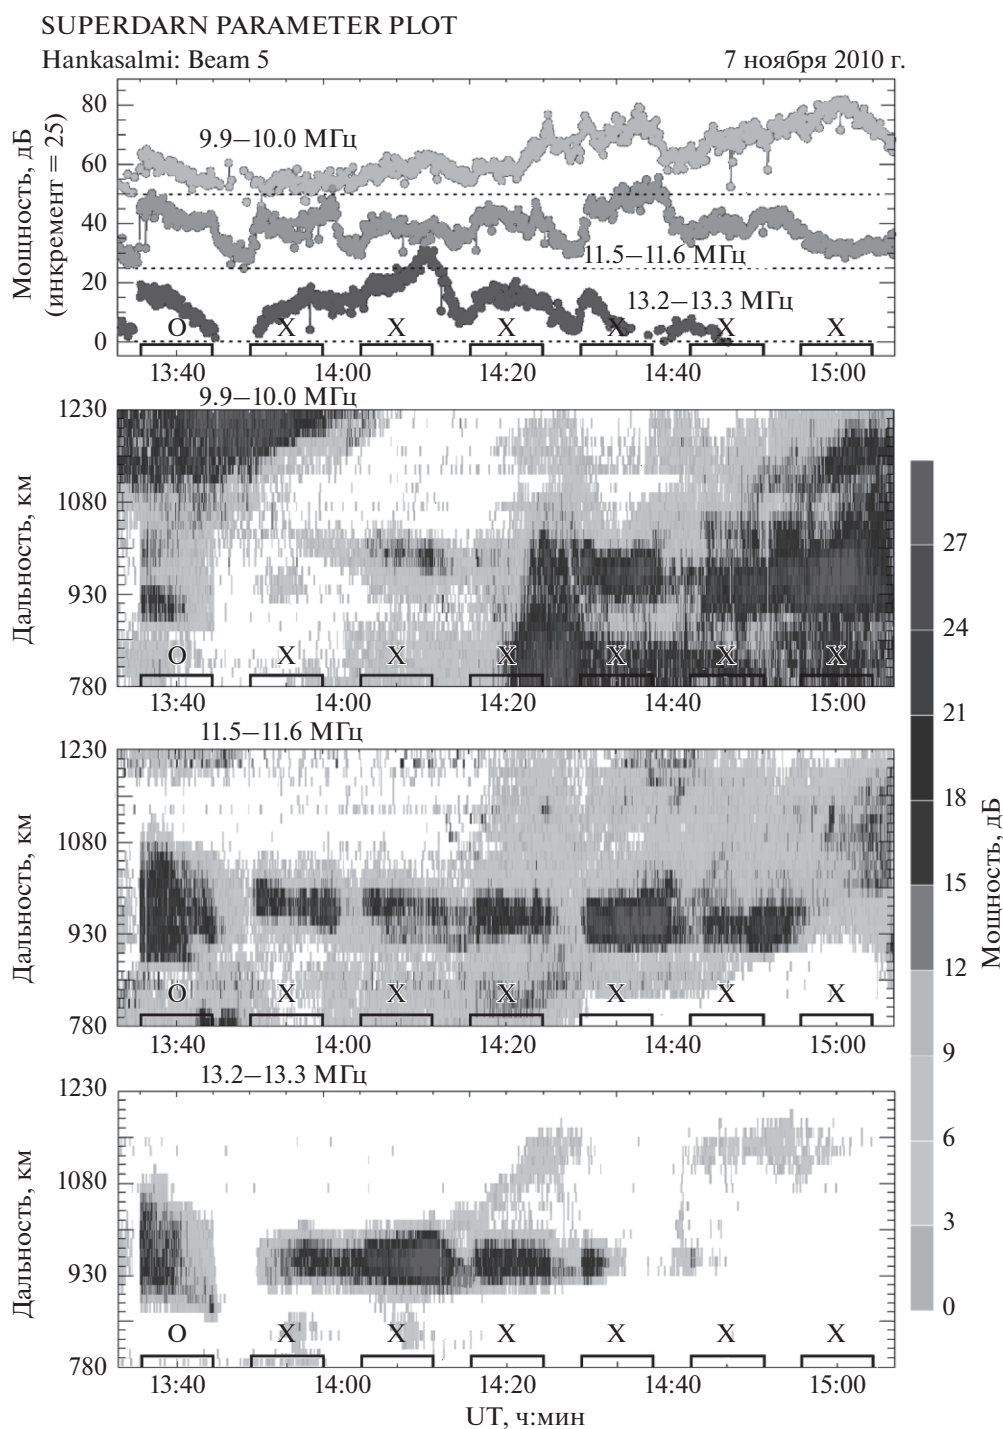 SUPERDARN PARAMETER PLOT
Hankasalmi: Beam 5 7 ноября 2010 г.
Мощность, дБ
(инкремент = 25)
80
60
40
20
0
9.9–10.0 МГц
11.5–11.6 МГц
13.2–13.3 МГц
O X X X X X X
13:40 14:00 14:20 14:40 15:00
9.9–10.0 МГц
Дальность, км
1230
1080
930
780
O X X X X X X
13:40 14:00 14:20 14:40 15:00
11.5–11.6 МГц
Дальность, км
1230
1080
930
780
O X X X X X X
13:40 14:00 14:20 14:40 15:00
13.2–13.3 МГц
Дальность, км
1230
1080
930
780
O X X X X X X
13:40 14:00 14:20 14:40 15:00
UT, ч:мин
27
24
21
18
15
12
9
6
3
0
Мощность, дБ